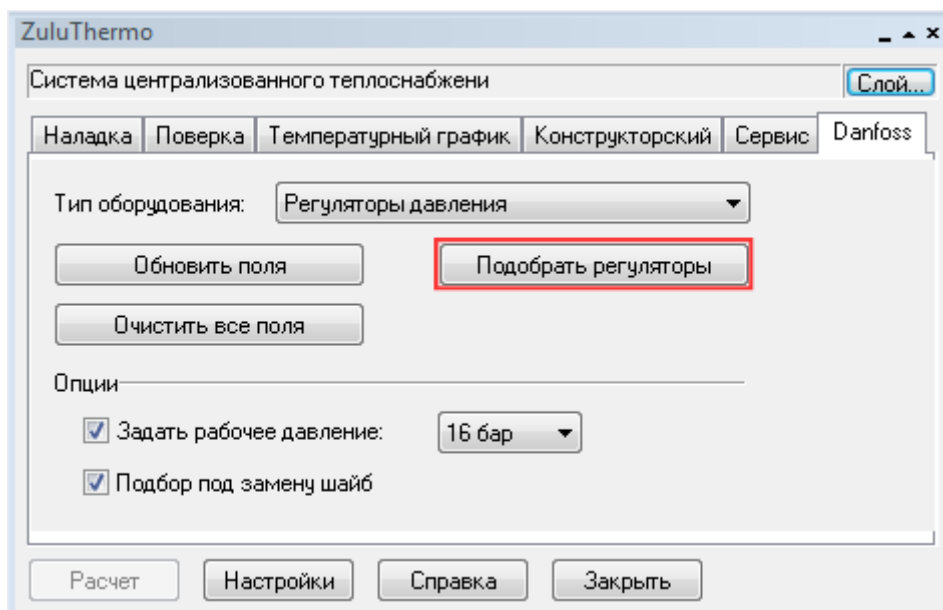 ZuluThermo
Система централизованного теплоснабжени
Слой...
Наладка Поверка Температурный график Конструкторский Сервис Danfoss
Тип оборудования: Регуляторы давления
Обновить поля Подобрать регуляторы
Очистить все поля
Опции
Задать рабочее давление: 16 бар
Подбор под замену шайб
Расчет Настройки Справка Закрыть